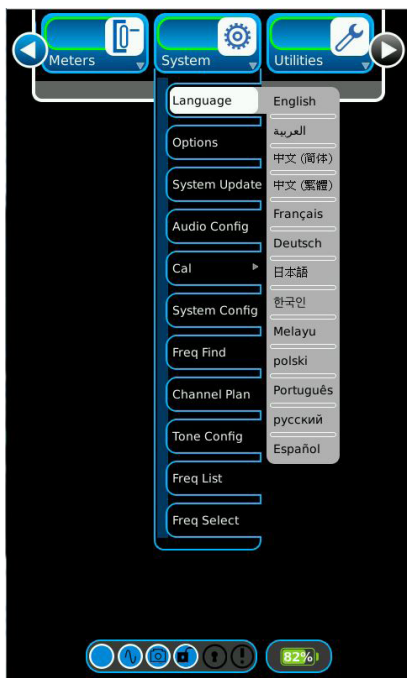 Meters
System
Utilities
Language
Options
System Update
Audio Config
Cal
System Config
Freq Find
Channel Plan
Tone Config
Freq List
Freq Select
English
العربية
中文 (简体)
中文 (繁體)
Français
Deutsch
日本語
한국인
Melayu
polski
Português
русский
Español
82%